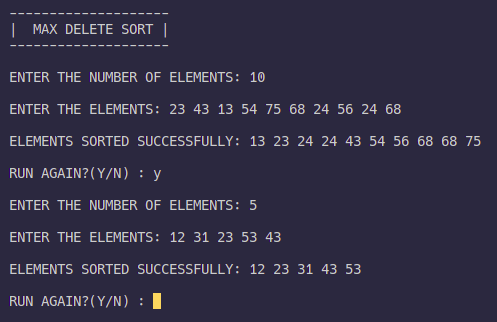 --------------------
|  MAX DELETE SORT |
--------------------
ENTER THE NUMBER OF ELEMENTS: 10
ENTER THE ELEMENTS: 23 43 13 54 75 68 24 56 24 68
ELEMENTS SORTED SUCCESSFULLY: 13 23 24 24 43 54 56 68 68 75
RUN AGAIN?(Y/N) : y
ENTER THE NUMBER OF ELEMENTS: 5
ENTER THE ELEMENTS: 12 31 23 53 43
ELEMENTS SORTED SUCCESSFULLY: 12 23 31 43 53
RUN AGAIN?(Y/N) :